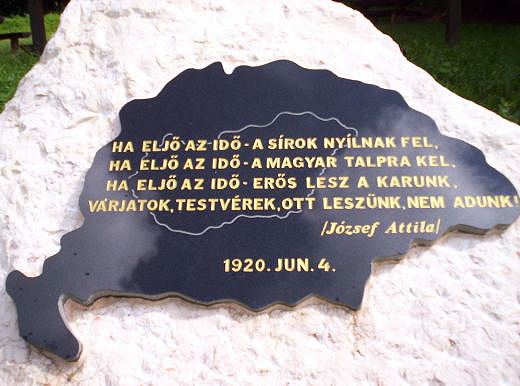 HA ELJŐ AZ IDŐ - A SÍROK NYÍLNAK FEL,
HA ELJŐ AZ IDŐ - A MAGYAR TALPRA KEL,
HA ELJŐ AZ IDŐ - ERŐS LESZ A KARUNK,
VÁRJATOK, TESTVÉREK, OTT LESZÜNK, NEM ADUNK!
/József Attila/
1920. JUN. 4.